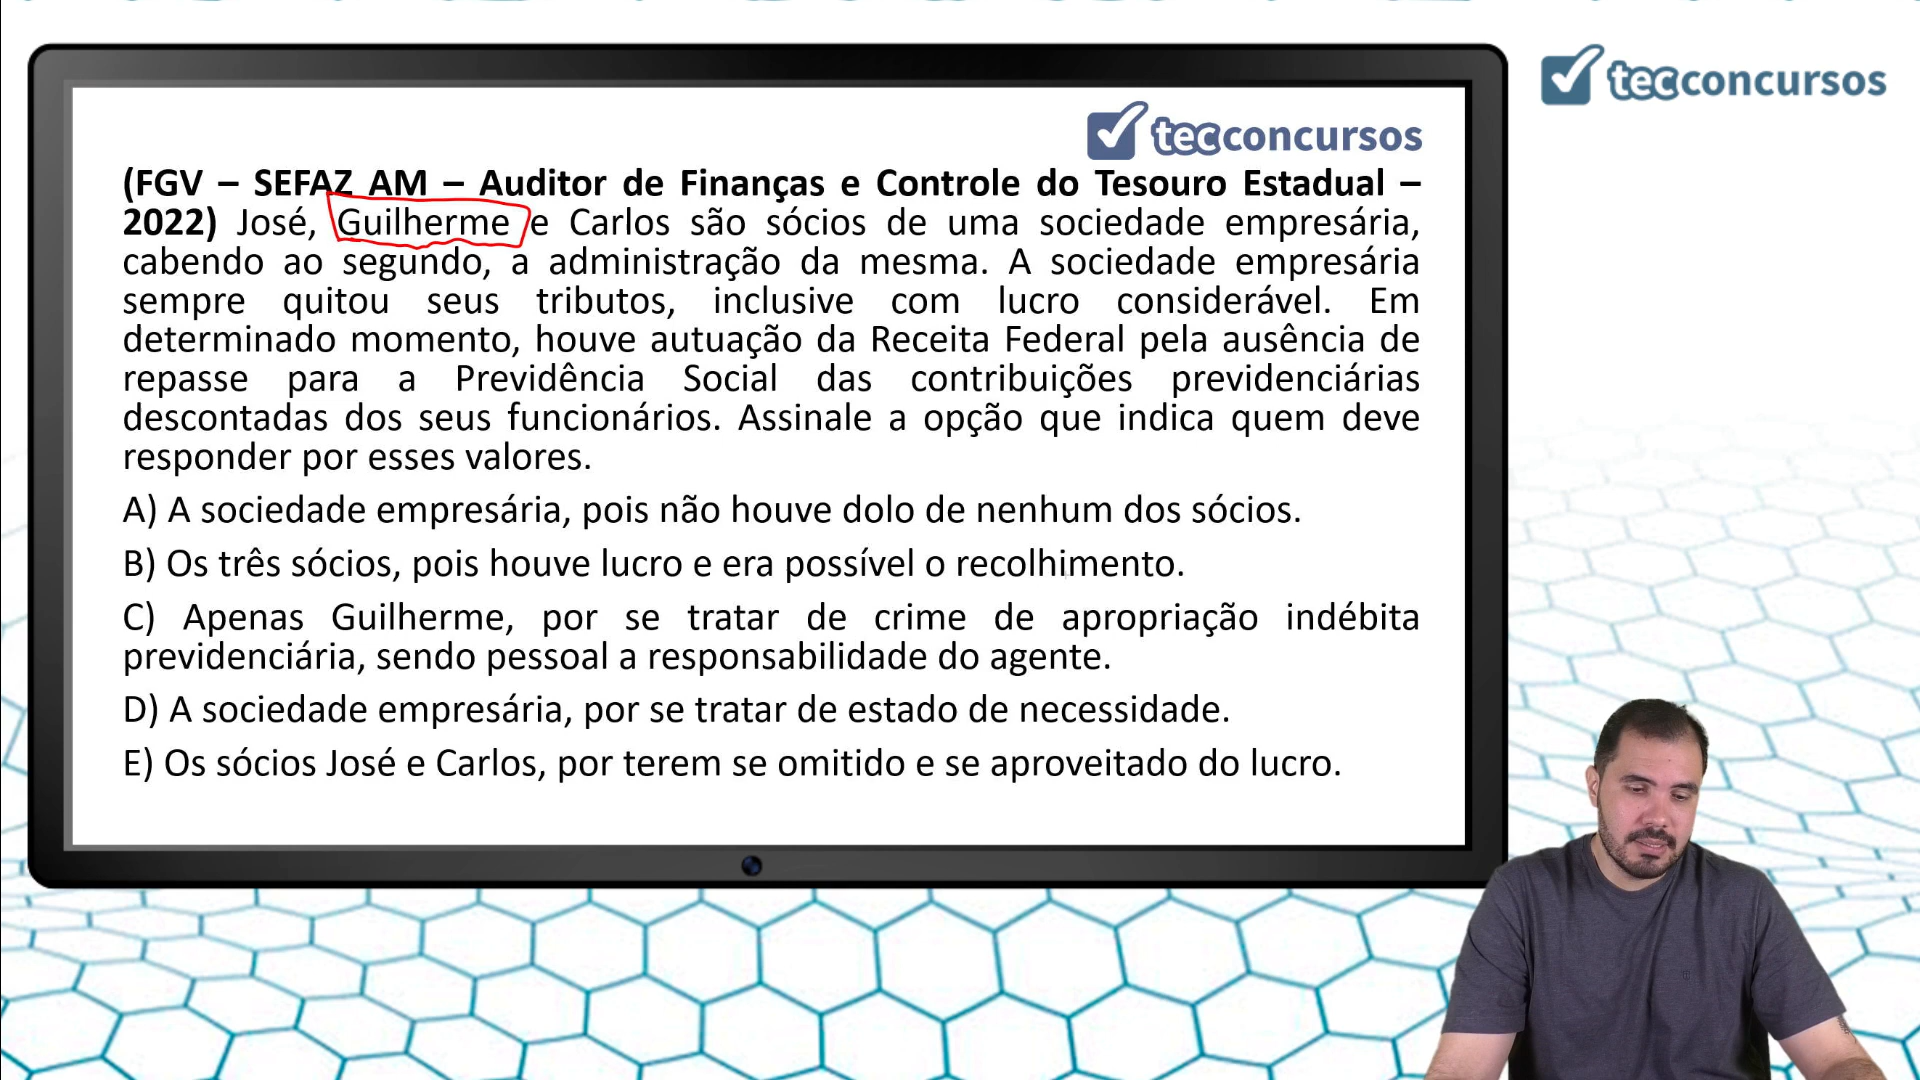 tecconcursos
tecconcursos
(FGV – SEFAZ AM – Auditor de Finanças e Controle do Tesouro Estadual –
2022) José, Guilherme e Carlos são sócios de uma sociedade empresária,
cabendo ao segundo, a administração da mesma. A sociedade empresária
sempre quitou seus tributos, inclusive com lucro considerável. Em
determinado momento, houve autuação da Receita Federal pela ausência de
repasse para a Previdência Social das contribuições previdenciárias
descontadas dos seus funcionários. Assinale a opção que indica quem deve
responder por esses valores.
A) A sociedade empresária, pois não houve dolo de nenhum dos sócios.
B) Os três sócios, pois houve lucro e era possível o recolhimento.
C) Apenas Guilherme, por se tratar de crime de apropriação indébita
previdenciária, sendo pessoal a responsabilidade do agente.
D) A sociedade empresária, por se tratar de estado de necessidade.
E) Os sócios José e Carlos, por terem se omitido e se aproveitado do lucro.